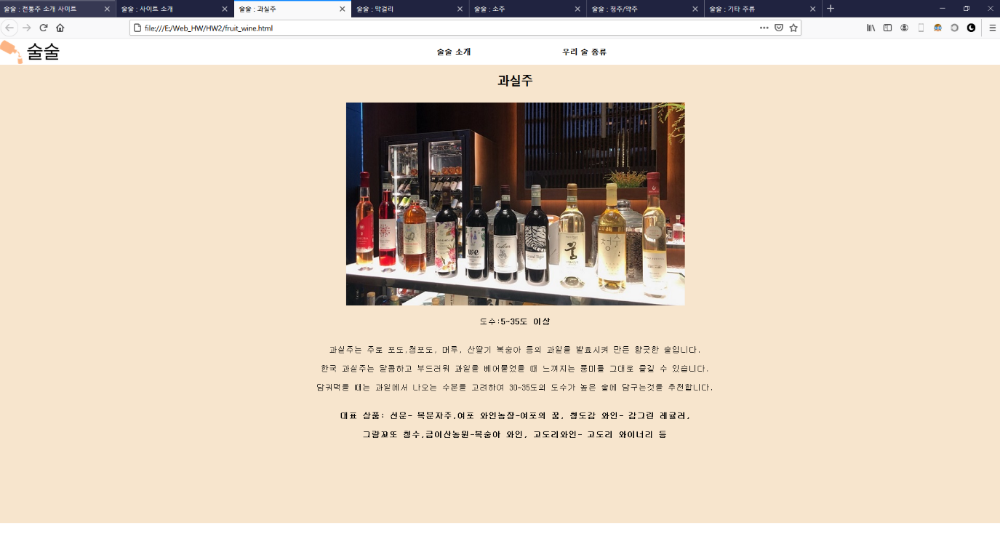 술술 : 전통주 소개 사이트
술술 : 사이트 소개
술술 : 과실주
술술 : 막걸리
술술 : 소주
술술 : 청주/약주
술술 : 기타 주류
file:///E:/Web_HW/HW2/fruit_wine.html
술술
술술 소개
우리 술 종류
과실주
we
꿈
청수
도수:5~35도 이상
과실주는 주로 포도,청포도, 머루, 산딸기 복숭아 등의 과일을 발효시켜 만든 향긋한 술입니다.
한국 과실주는 달콤하고 부드러워 과일을 베어물었을 때 느껴지는 풍미를 그대로 즐길 수 있습니다.
담궈먹을 때는 과일에서 나오는 수분을 고려하여 30~35도의 도수가 높은 술에 담구는것을 추천합니다.
대표 상품: 선운- 복분자주,여포 와인농장-여포의 꿈, 청도감 와인- 감그린 레귤러,
그랑꼬또 청수,금이산농원-복숭아 와인, 고도리와인- 고도리 와이너리 등